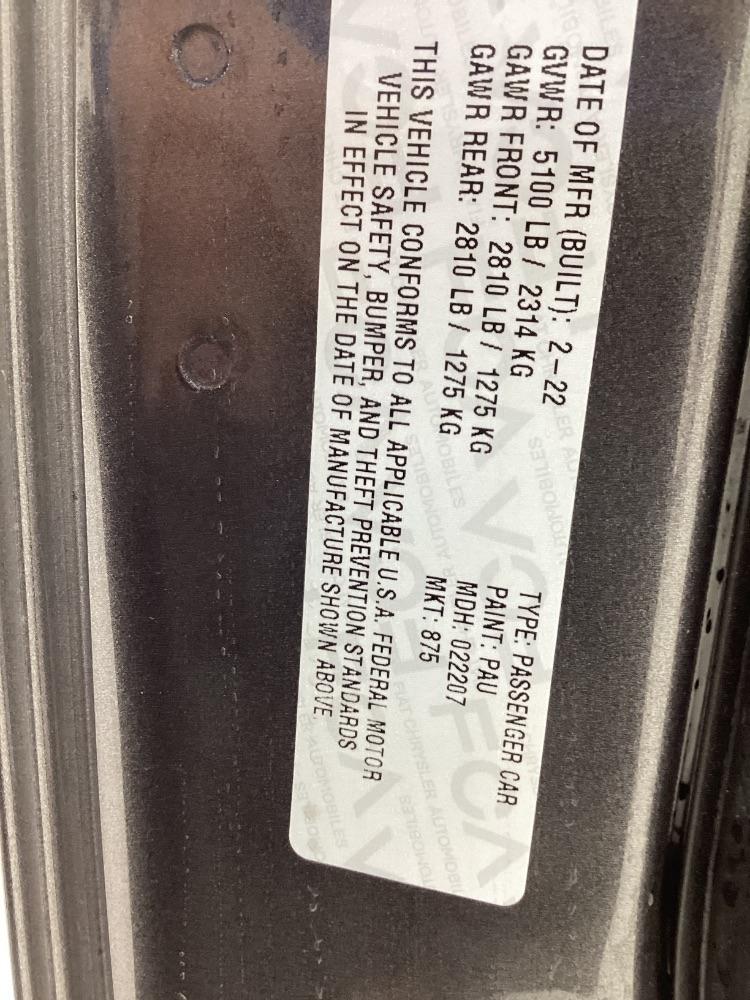 DATE OF MFR (BUILT): 2-22
GVWR: 5100 LB / 2314 KG
GAWR FRONT: 2810 LB / 1275 KG
GAWR REAR: 2810 LB / 1275 KG
TYPE: PASSENGER CAR
PAINT: PAU
MDH: 022207
MKT: 875
THIS VEHICLE CONFORMS TO ALL APPLICABLE U.S.A. FEDERAL MOTOR
VEHICLE SAFETY, BUMPER, AND THEFT PREVENTION STANDARDS
IN EFFECT ON THE DATE OF MANUFACTURE SHOWN ABOVE.